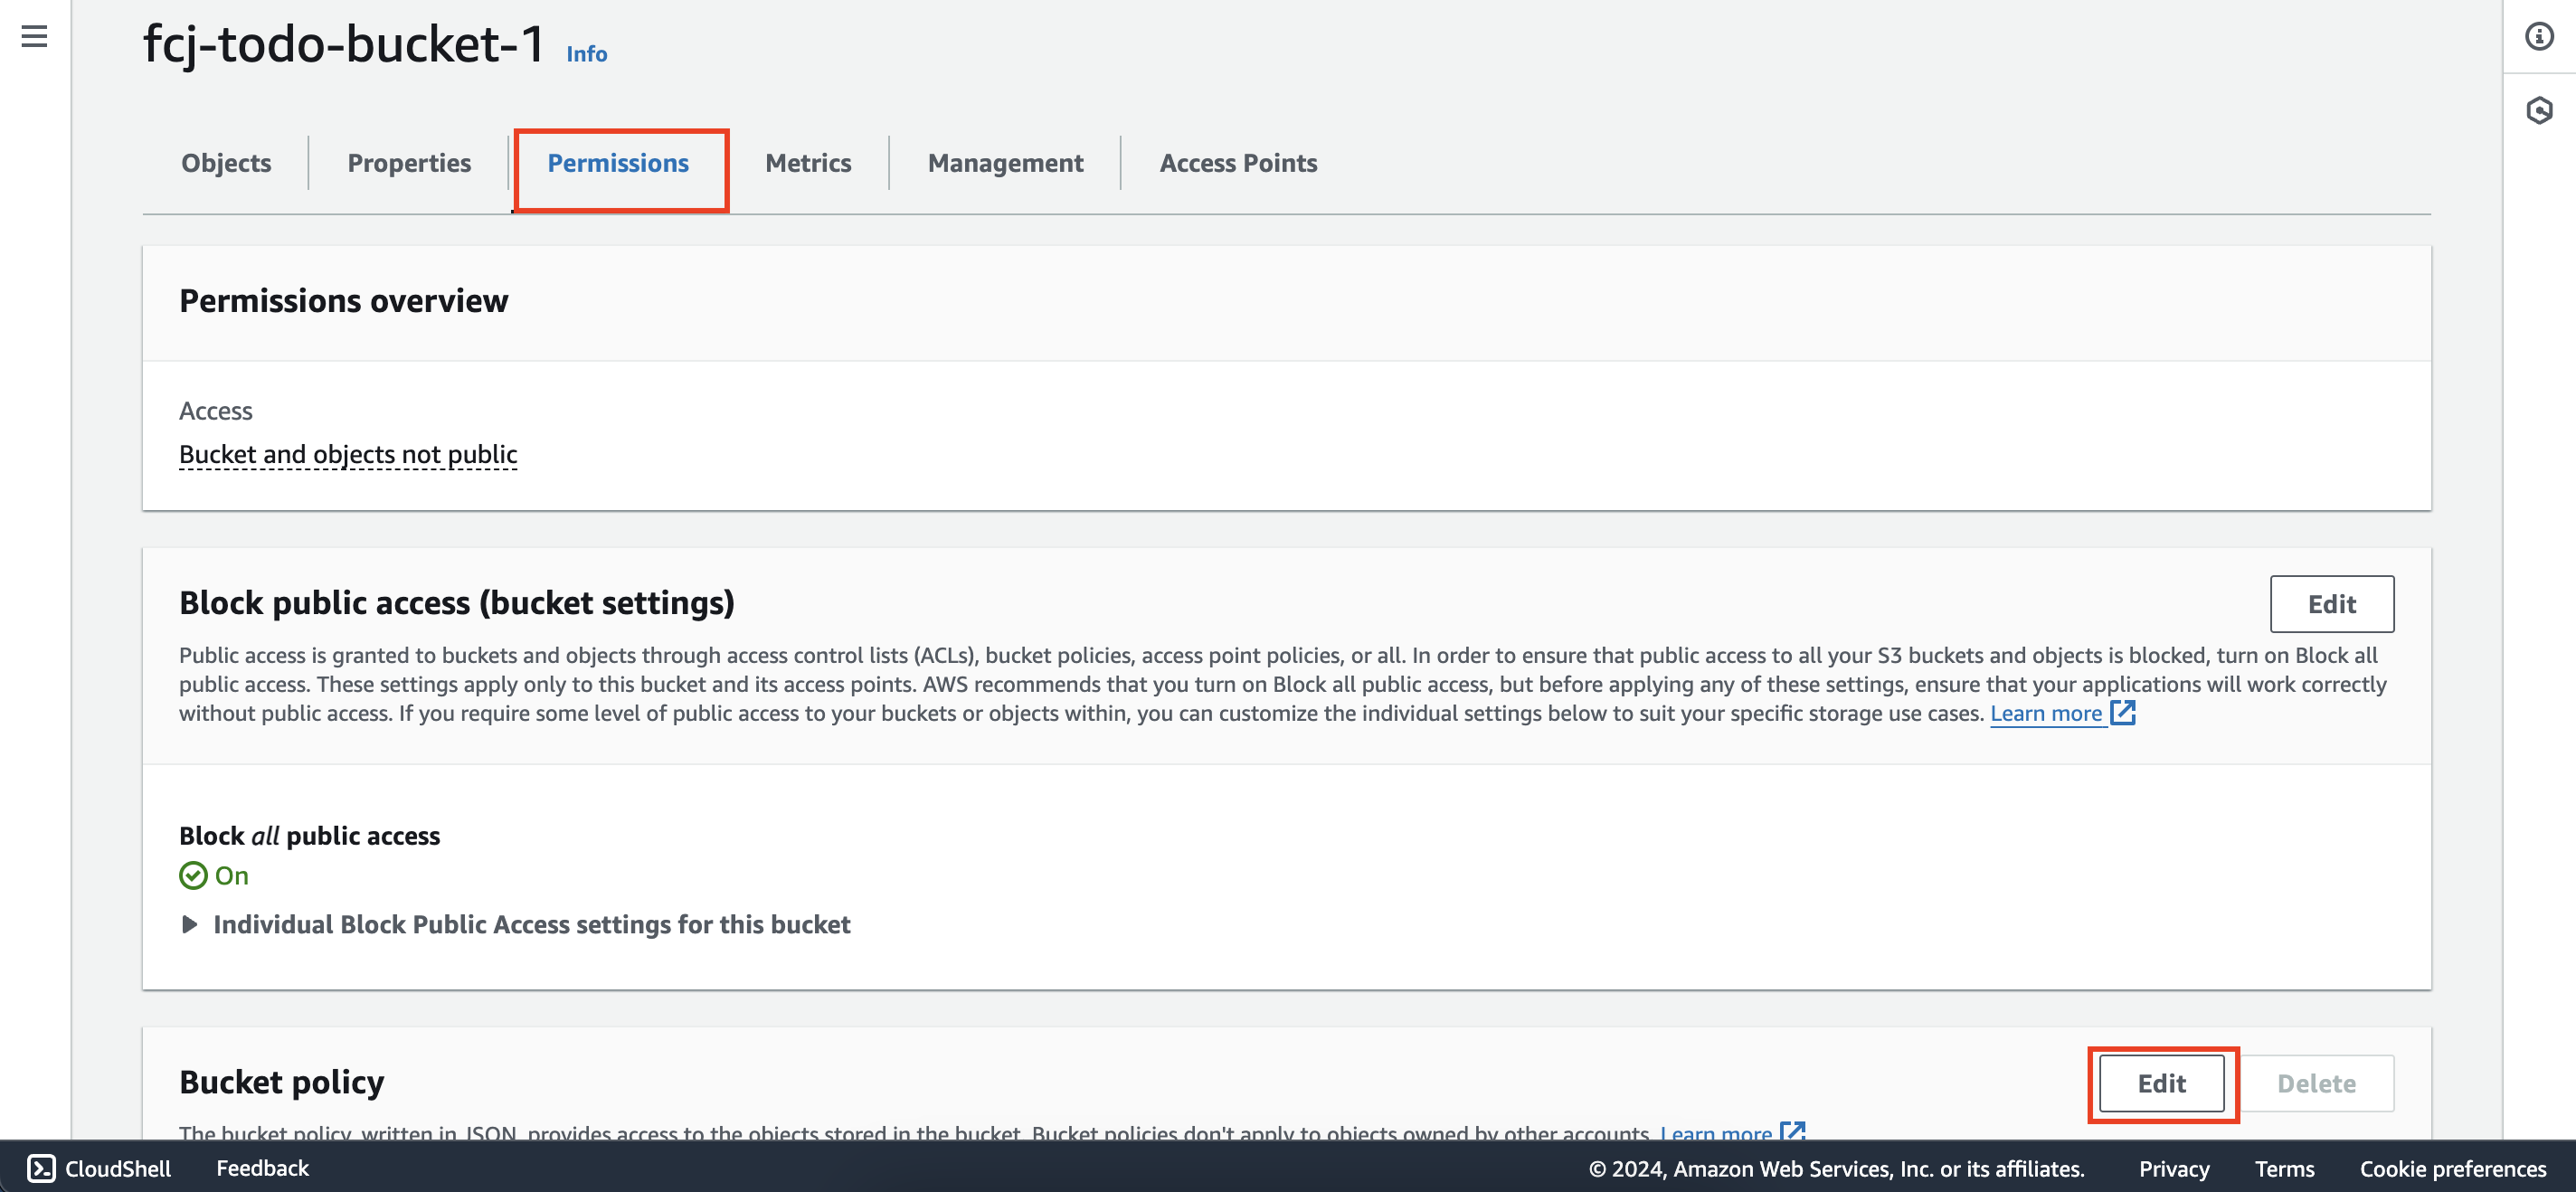 fcj-todo-bucket-1 Info
Objects Properties Permissions Metrics Management Access Points
Permissions overview
Access
Bucket and objects not public
Block public access (bucket settings)
Edit
Public access is granted to buckets and objects through access control lists (ACLs), bucket policies, access point policies, or all. In order to ensure that public access to all your S3 buckets and objects is blocked, turn on Block all
public access. These settings apply only to this bucket and its access points. AWS recommends that you turn on Block all public access, but before applying any of these settings, ensure that your applications will work correctly
without public access. If you require some level of public access to your buckets or objects within, you can customize the individual settings below to suit your specific storage use cases. Learn more
Block all public access
On
Individual Block Public Access settings for this bucket
Bucket policy
Edit Delete
The bucket policy, written in JSON, provides access to the objects stored in the bucket. Bucket policies don't apply to objects owned by other accounts. Learn more
CloudShell Feedback © 2024, Amazon Web Services, Inc. or its affiliates. Privacy Terms Cookie preferences